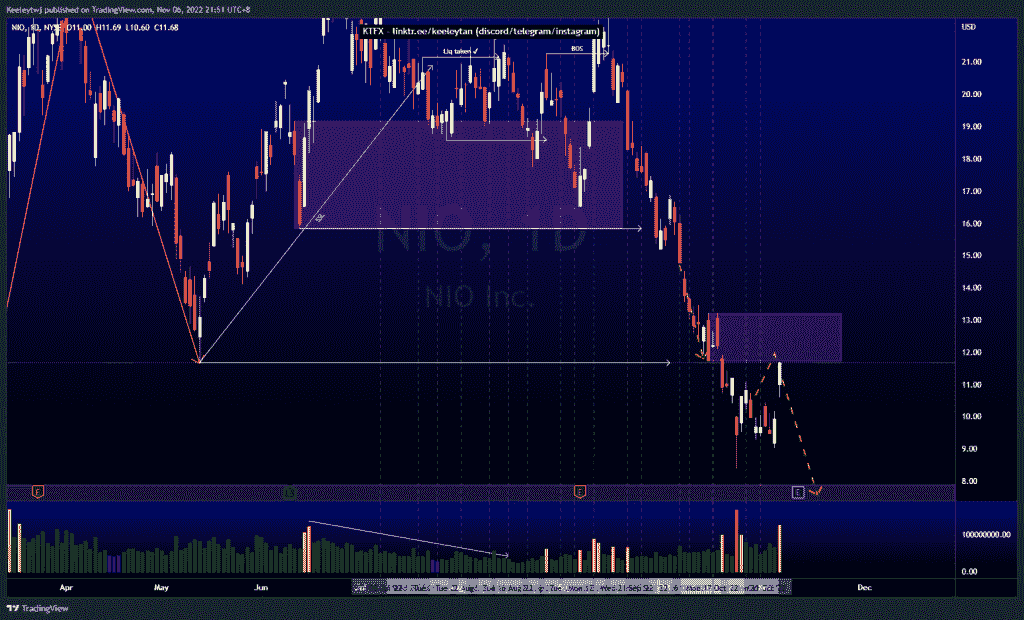 Keeleytwj published on TradingView.com, Nov 06, 2022 21:51 UTC+8
NIO, 1D, NYSE O11.00 H11.69 L10.60 C11.68
KTFX - linktr.ee/keeleytan (discord/telegram/instagram)
USD
Liq taken ✓
BOS
21.00
20.00
19.00
18.00
17.00
16.00
15.00
14.00
13.00
12.00
11.00
10.00
9.00
8.00
NIO, 1D
NIO Inc.
E
E
E
100000000.00
0.00
Apr
May
Jun
Dec
TradingView